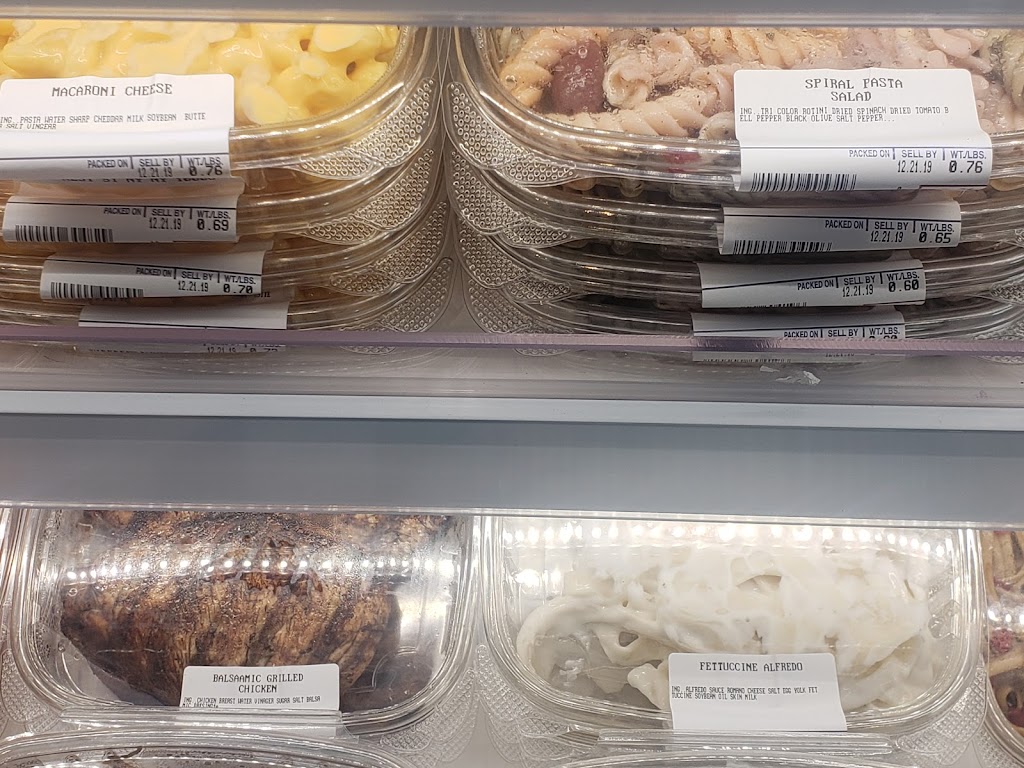 MACARONI CHEESE
ING. PASTA WATER SHARP CHEDDAR MILK SOYBEAN BUTTE
R SALT VINGEAR
PACKED ON SELL BY WT/LBS.
12.21.19 0.76
PACKED ON SELL BY WT/LBS.
12.21.19 0.69
PACKED ON SELL BY WT/LBS.
12.21.19 0.70
SPIRAL PASTA
SALAD
ING. TRI COLOR ROTINI DRIED SPINACH DRIED TOMATO B
ELL PEPPER BLACK OLIVE SALT PEPPER...
PACKED ON SELL BY WT/LBS.
12.21.19 0.76
PACKED ON SELL BY WT/LBS.
12.21.19 0.65
PACKED ON SELL BY WT/LBS.
12.21.19 0.60
PACKED ON SELL BY WT/LBS.
BALSAAMIC GRILLED
CHICKEN
ING. CHICKEN BREAST WATER VINAGER SUGAR SALT BALSA
FETTUCCINE ALFREDO
ING. ALFREDO SAUCE ROMANO CHEESE SALT EGG YOLK FET
TUCCINE SOYBEAN OIL SKIN MILK